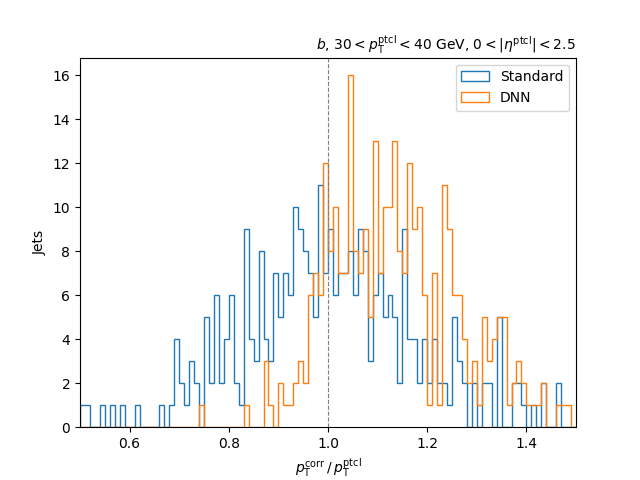 b, 30 < p_T^ptcl < 40 GeV, 0 < |η^ptcl| < 2.5
Standard
DNN
Jets
16
14
12
10
8
6
4
2
0
0.6 0.8 1.0 1.2 1.4
p_T^corr / p_T^ptcl